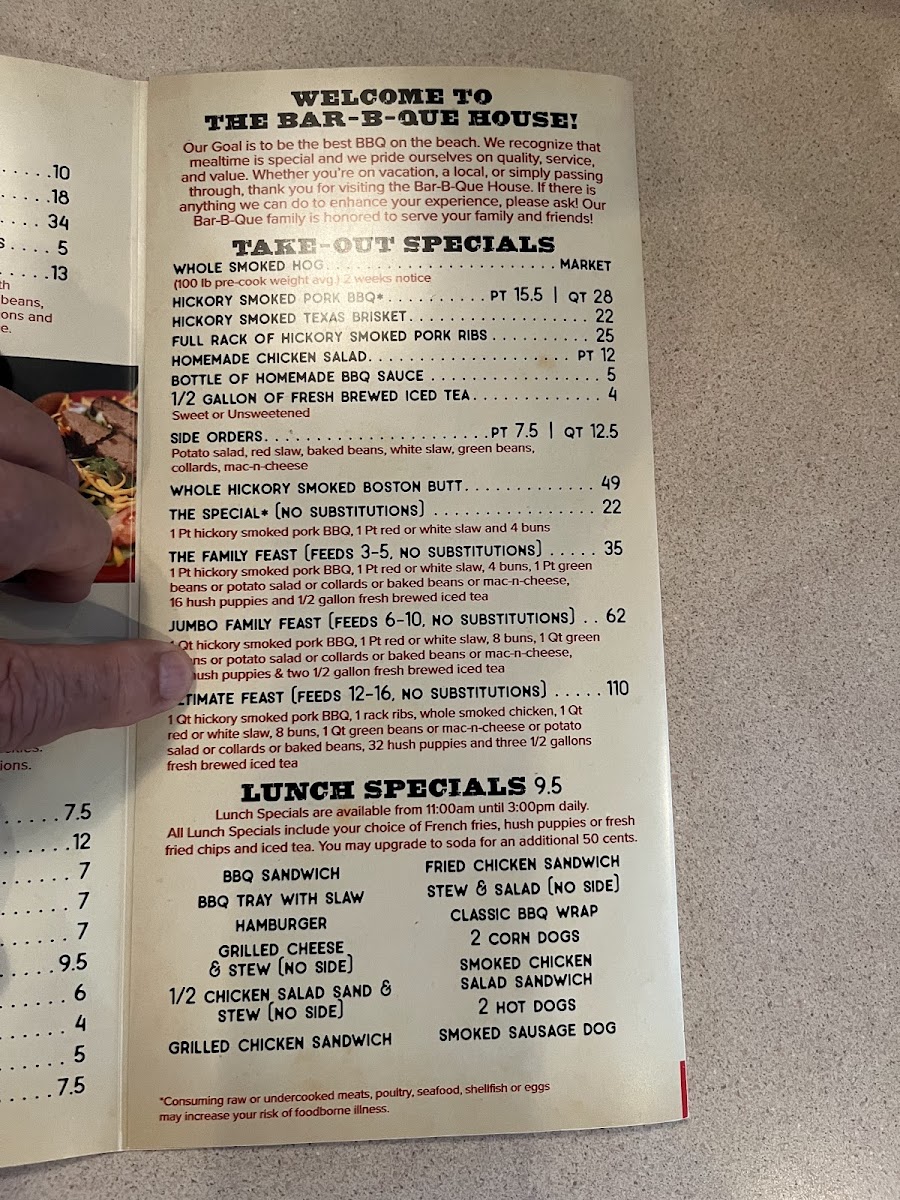 .....10
.....18
.... 34
s.... 5
.....13
th
beans,
ons and
e.
ions.
.....7.5
......12
...... 7
...... 7
...... 7
.....9.5
...... 6
...... 4
...... 5
.....7.5
WELCOME TO
THE BAR-B-QUE HOUSE!
Our Goal is to be the best BBQ on the beach. We recognize that
mealtime is special and we pride ourselves on quality, service,
and value. Whether you're on vacation, a local, or simply passing
through, thank you for visiting the Bar-B-Que House. If there is
anything we can do to enhance your experience, please ask! Our
Bar-B-Que family is honored to serve your family and friends!
TAKE-OUT SPECIALS
WHOLE SMOKED HOG........................ MARKET
(100 lb pre-cook weight avg.) 2 weeks notice
HICKORY SMOKED PORK BBQ*.......... PT 15.5 | QT 28
HICKORY SMOKED TEXAS BRISKET.................. 22
FULL RACK OF HICKORY SMOKED PORK RIBS.......... 25
HOMEMADE CHICKEN SALAD.................... PT 12
BOTTLE OF HOMEMADE BBQ SAUCE ................. 5
1/2 GALLON OF FRESH BREWED ICED TEA............. 4
Sweet or Unsweetened
SIDE ORDERS.......................PT 7.5 | QT 12.5
Potato salad, red slaw, baked beans, white slaw, green beans,
collards, mac-n-cheese
WHOLE HICKORY SMOKED BOSTON BUTT............. 49
THE SPECIAL* (NO SUBSTITUTIONS) ................ 22
1 Pt hickory smoked pork BBQ, 1 Pt red or white slaw and 4 buns
THE FAMILY FEAST (FEEDS 3-5, NO SUBSTITUTIONS) ..... 35
1 Pt hickory smoked pork BBQ, 1 Pt red or white slaw, 4 buns, 1 Pt green
beans or potato salad or collards or baked beans or mac-n-cheese,
16 hush puppies and 1/2 gallon fresh brewed iced tea
JUMBO FAMILY FEAST (FEEDS 6-10, NO SUBSTITUTIONS) .. 62
1 Qt hickory smoked pork BBQ, 1 Pt red or white slaw, 8 buns, 1 Qt green
ns or potato salad or collards or baked beans or mac-n-cheese,
hush puppies & two 1/2 gallon fresh brewed iced tea
LTIMATE FEAST (FEEDS 12-16, NO SUBSTITUTIONS) ..... 110
1 Qt hickory smoked pork BBQ, 1 rack ribs, whole smoked chicken, 1 Qt
red or white slaw, 8 buns, 1 Qt green beans or mac-n-cheese or potato
salad or collards or baked beans, 32 hush puppies and three 1/2 gallons
fresh brewed iced tea
LUNCH SPECIALS 9.5
Lunch Specials are available from 11:00am until 3:00pm daily.
All Lunch Specials include your choice of French fries, hush puppies or fresh
fried chips and iced tea. You may upgrade to soda for an additional 50 cents.
BBQ SANDWICH
BBQ TRAY WITH SLAW
HAMBURGER
GRILLED CHEESE
& STEW (NO SIDE)
1/2 CHICKEN SALAD SAND &
STEW (NO SIDE)
GRILLED CHICKEN SANDWICH
FRIED CHICKEN SANDWICH
STEW & SALAD (NO SIDE)
CLASSIC BBQ WRAP
2 CORN DOGS
SMOKED CHICKEN
SALAD SANDWICH
2 HOT DOGS
SMOKED SAUSAGE DOG
*Consuming raw or undercooked meats, poultry, seafood, shellfish or eggs
may increase your risk of foodborne illness.